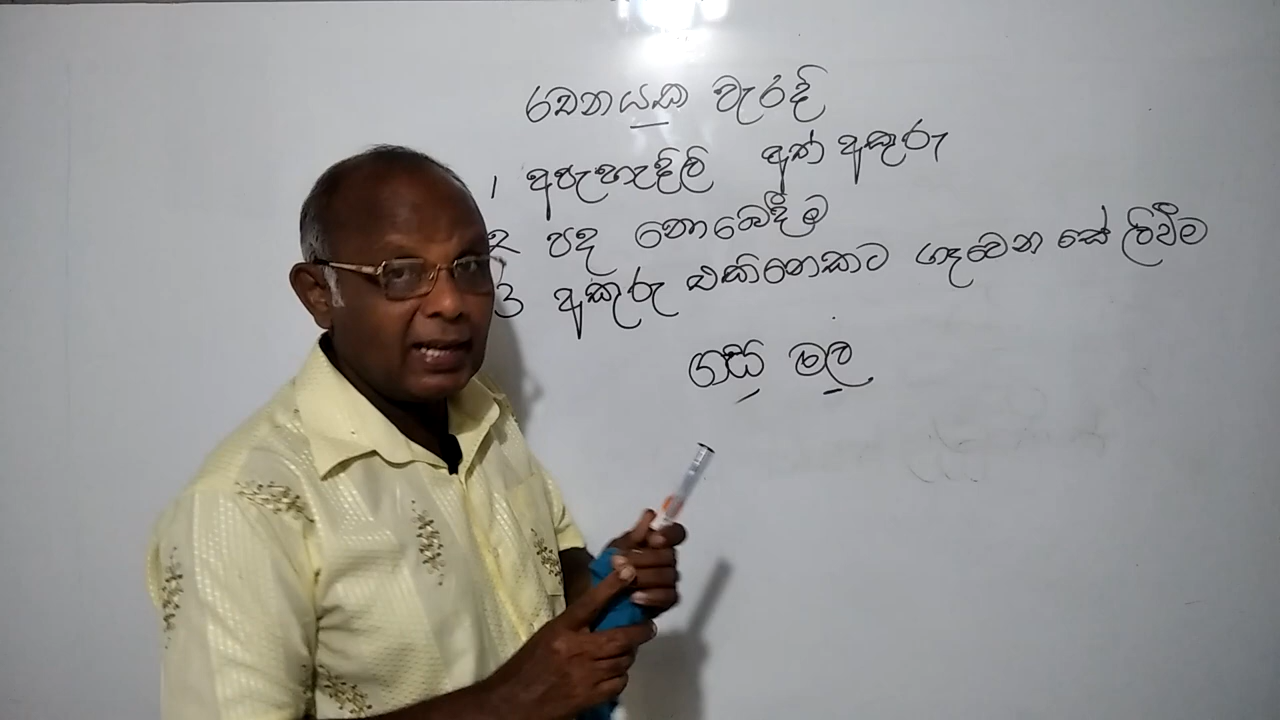 රචනයක වැරදි
1 අපැහැදිලි අත් අකුරු
2 පද නොබෙදීම
3 අකුරු එකිනෙකට ගෑවෙන සේ ලිවීම
ගසි මල